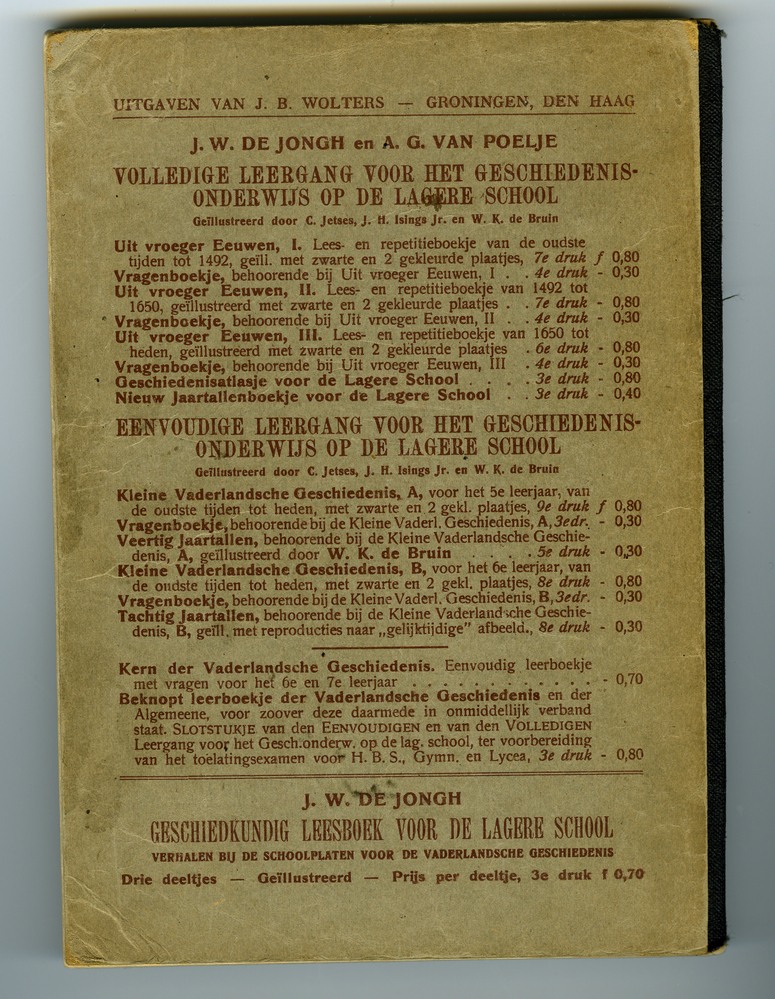 UITGAVEN VAN J. B. WOLTERS — GRONINGEN, DEN HAAG
J. W. DE JONGH en A. G. VAN POELJE
VOLLEDIGE LEERGANG VOOR HET GESCHIEDENIS-
ONDERWIJS OP DE LAGERE SCHOOL
Geïllustreerd door C. Jetses, J. H. Isings Jr. en W. K. de Bruin
Uit vroeger Eeuwen, I. Lees- en repetitieboekje van de oudste
tijden tot 1492, geïll. met zwarte en 2 gekleurde plaatjes, 7e druk f 0,80
Vragenboekje, behoorende bij Uit vroeger Eeuwen, I . . 4e druk - 0,30
Uit vroeger Eeuwen, II. Lees- en repetitieboekje van 1492 tot
1650, geïllustreerd met zwarte en 2 gekleurde plaatjes . . 7e druk - 0,80
Vragenboekje, behoorende bij Uit vroeger Eeuwen, II . . 4e druk - 0,30
Uit vroeger Eeuwen, III. Lees- en repetitieboekje van 1650 tot
heden, geïllustreerd met zwarte en 2 gekleurde plaatjes . 6e druk - 0,80
Vragenboekje, behoorende bij Uit vroeger Eeuwen, III . 4e druk - 0,30
Geschiedenisatlasje voor de Lagere School . . . . 3e druk - 0,80
Nieuw Jaartallenboekje voor de Lagere School . . 3e druk - 0,40
EENVOUDIGE LEERGANG VOOR HET GESCHIEDENIS-
ONDERWIJS OP DE LAGERE SCHOOL
Geïllustreerd door C. Jetses, J. H. Isings Jr. en W. K. de Bruin
Kleine Vaderlandsche Geschiedenis, A, voor het 5e leerjaar, van
de oudste tijden tot heden, met zwarte en 2 gekl. plaatjes, 9e druk f 0,80
Vragenboekje, behoorende bij de Kleine Vaderl. Geschiedenis, A, 3e dr. - 0,30
Veertig Jaartallen, behoorende bij de Kleine Vaderlandsche Geschie-
denis, A, geïllustreerd door W. K. de Bruin . . . . 5e druk - 0,30
Kleine Vaderlandsche Geschiedenis, B, voor het 6e leerjaar, van
de oudste tijden tot heden, met zwarte en 2 gekl. plaatjes, 8e druk - 0,80
Vragenboekje, behoorende bij de Kleine Vaderl. Geschiedenis, B, 3e dr. - 0,30
Tachtig Jaartallen, behoorende bij de Kleine Vaderlandsche Geschie-
denis, B, geïll. met reproducties naar „gelijktijdige” afbeeld., 8e druk - 0,30
Kern der Vaderlandsche Geschiedenis. Eenvoudig leerboekje
met vragen voor het 6e en 7e leerjaar . . . . . . . . . . . . - 0,70
Beknopt leerboekje der Vaderlandsche Geschiedenis en der
Algemeene, voor zoover deze daarmede in onmiddellijk verband
staat. SLOTSTUKJE van den EENVOUDIGEN en van den VOLLEDIGEN
Leergang voor het Gesch.onderw. op de lag. school, ter voorbereiding
van het toelatingsexamen voor H. B. S., Gymn. en Lycea, 3e druk - 0,80
J. W. DE JONGH
GESCHIEDKUNDIG LEESBOEK VOOR DE LAGERE SCHOOL
VERHALEN BIJ DE SCHOOLPLATEN VOOR DE VADERLANDSCHE GESCHIEDENIS
Drie deeltjes — Geïllustreerd — Prijs per deeltje, 3e druk f 0,70